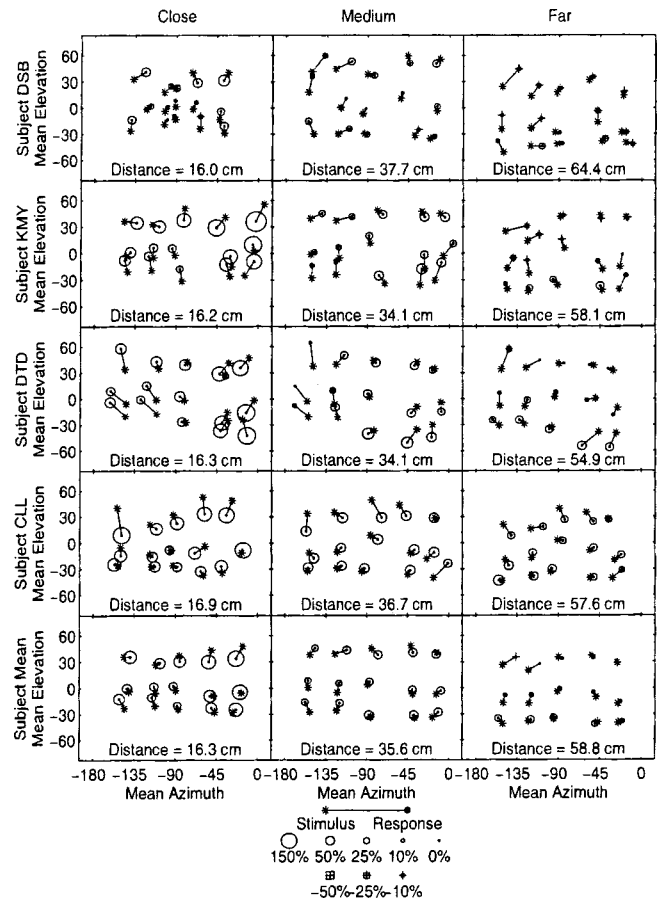 Close Medium Far
Subject DSB
Mean Elevation
60
30
0
-30
-60
Distance = 16.0 cm
Distance = 37.7 cm
Distance = 64.4 cm
Subject KMY
Mean Elevation
60
30
0
-30
-60
Distance = 16.2 cm
Distance = 34.1 cm
Distance = 58.1 cm
Subject DTD
Mean Elevation
60
30
0
-30
-60
Distance = 16.3 cm
Distance = 34.1 cm
Distance = 54.9 cm
Subject CLL
Mean Elevation
60
30
0
-30
-60
Distance = 16.9 cm
Distance = 36.7 cm
Distance = 57.6 cm
Subject Mean
Mean Elevation
60
30
0
-30
-60
Distance = 16.3 cm
Distance = 35.6 cm
Distance = 58.8 cm
-180 -135 -90 -45 0 -135 -90 -45 0 -135 -90 -45 0
Mean Azimuth Mean Azimuth Mean Azimuth
Stimulus Response
150% 50% 25% 10% 0%
-50% -25% -10%